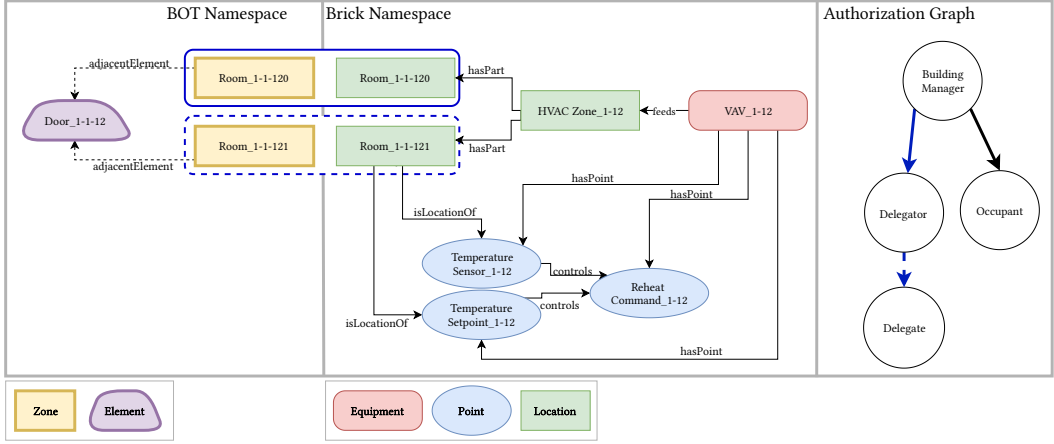 BOT Namespace
Brick Namespace
Authorization Graph
adjacentElement
Room_1-1-120
Room_1-1-120
hasPart
Door_1-1-12
HVAC Zone_1-12
feeds
VAV_1-12
Building
Manager
Room_1-1-121
Room_1-1-121
hasPart
adjacentElement
hasPoint
hasPoint
isLocationOf
Delegator
Occupant
Temperature
Sensor_1-12
controls
Reheat
Command_1-12
Temperature
Setpoint_1-12
controls
isLocationOf
hasPoint
Delegate
Zone
Element
Equipment
Point
Location